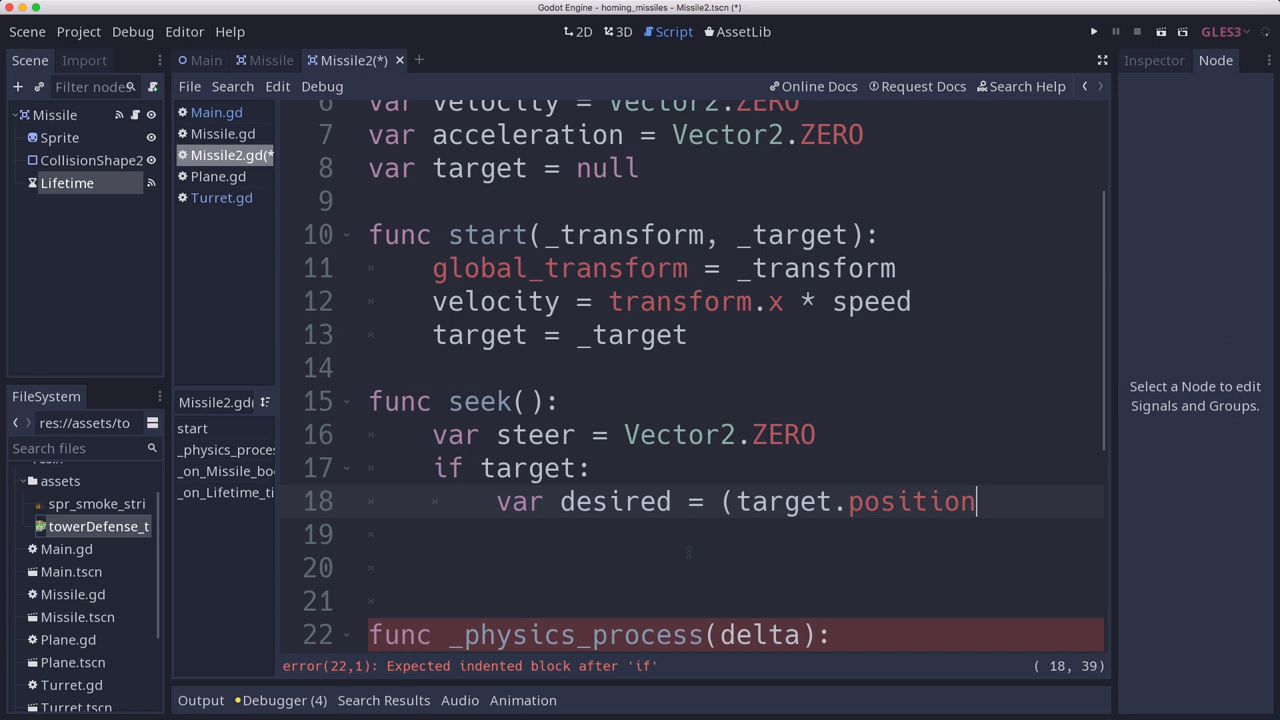 Godot Engine - homing_missiles - Missile2.tscn (*)
Scene Project Debug Editor Help
2D 3D Script AssetLib
GLES3
Scene Import
Main Missile Missile2(*)
Inspector Node
Filter nodes
File Search Edit Debug
Online Docs Request Docs Search Help
Missile
Sprite
CollisionShape2
Lifetime
Main.gd
Missile.gd
Missile2.gd(*
Plane.gd
Turret.gd
Missile2.gd(
start
_physics_proces
_on_Missile_bo
_on_Lifetime_ti
FileSystem
res://assets/to
Search files
assets
spr_smoke_stri
towerDefense_t
Main.gd
Main.tscn
Missile.gd
Missile.tscn
Plane.gd
Plane.tscn
Turret.gd
Turret.tscn
6 var velocity = Vector2.ZERO
7 var acceleration = Vector2.ZERO
8 var target = null
9
10 func start(_transform, _target):
11 global_transform = _transform
12 velocity = transform.x * speed
13 target = _target
14
15 func seek():
16 var steer = Vector2.ZERO
17 if target:
18 var desired = (target.position
19
20
21
22 func _physics_process(delta):
error(22,1): Expected indented block after 'if'
( 18, 39)
Output Debugger (4) Search Results Audio Animation
Select a Node to edit
Signals and Groups.